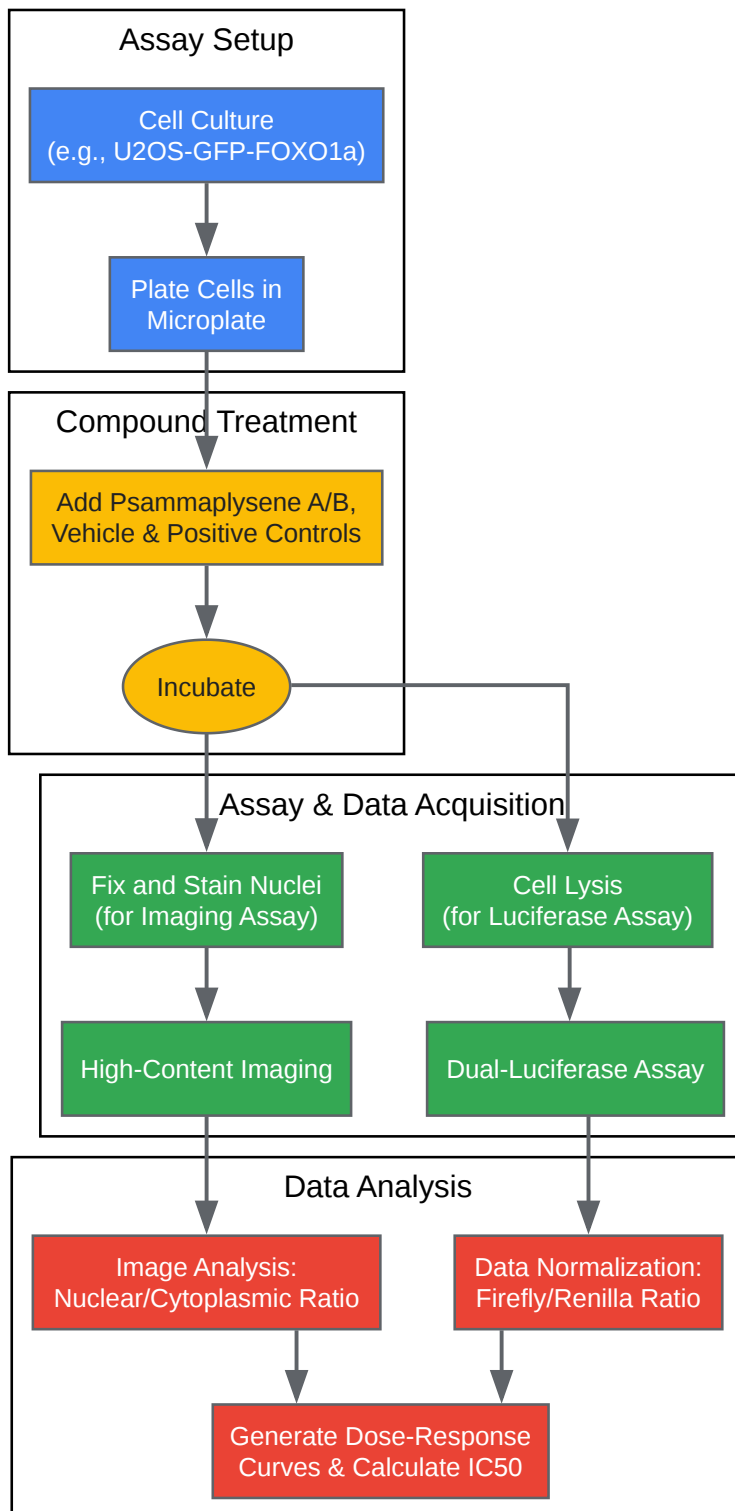 Assay Setup
Cell Culture
(e.g., U2OS-GFP-FOXO1a)
Plate Cells in
Microplate
Compound Treatment
Add Psammaplysene A/B,
Vehicle & Positive Controls
Incubate
Assay & Data Acquisition
Fix and Stain Nuclei
(for Imaging Assay)
Cell Lysis
(for Luciferase Assay)
High-Content Imaging
Dual-Luciferase Assay
Data Analysis
Image Analysis:
Nuclear/Cytoplasmic Ratio
Data Normalization:
Firefly/Renilla Ratio
Generate Dose-Response
Curves & Calculate IC50